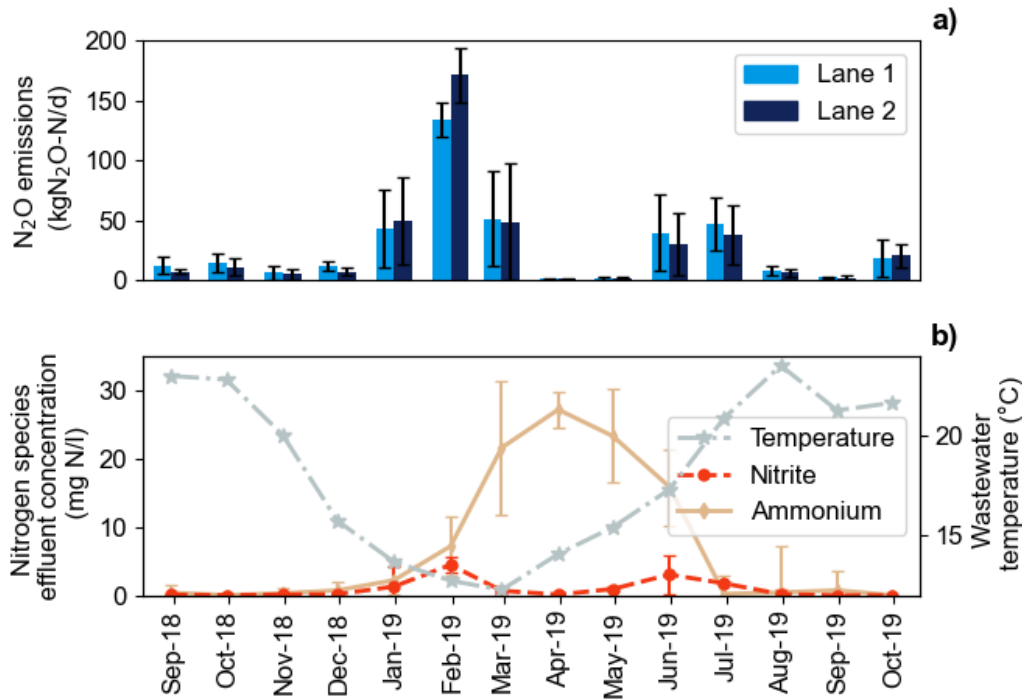 a)
200
150
100
50
0
N₂O emissions
(kgN₂O-N/d)
Lane 1
Lane 2
b)
30
20
10
0
Nitrogen species
effluent concentration
(mg N/l)
Temperature
Nitrite
Ammonium
20
15
Wastewater
temperature (°C)
Sep-18
Oct-18
Nov-18
Dec-18
Jan-19
Feb-19
Mar-19
Apr-19
May-19
Jun-19
Jul-19
Aug-19
Sep-19
Oct-19